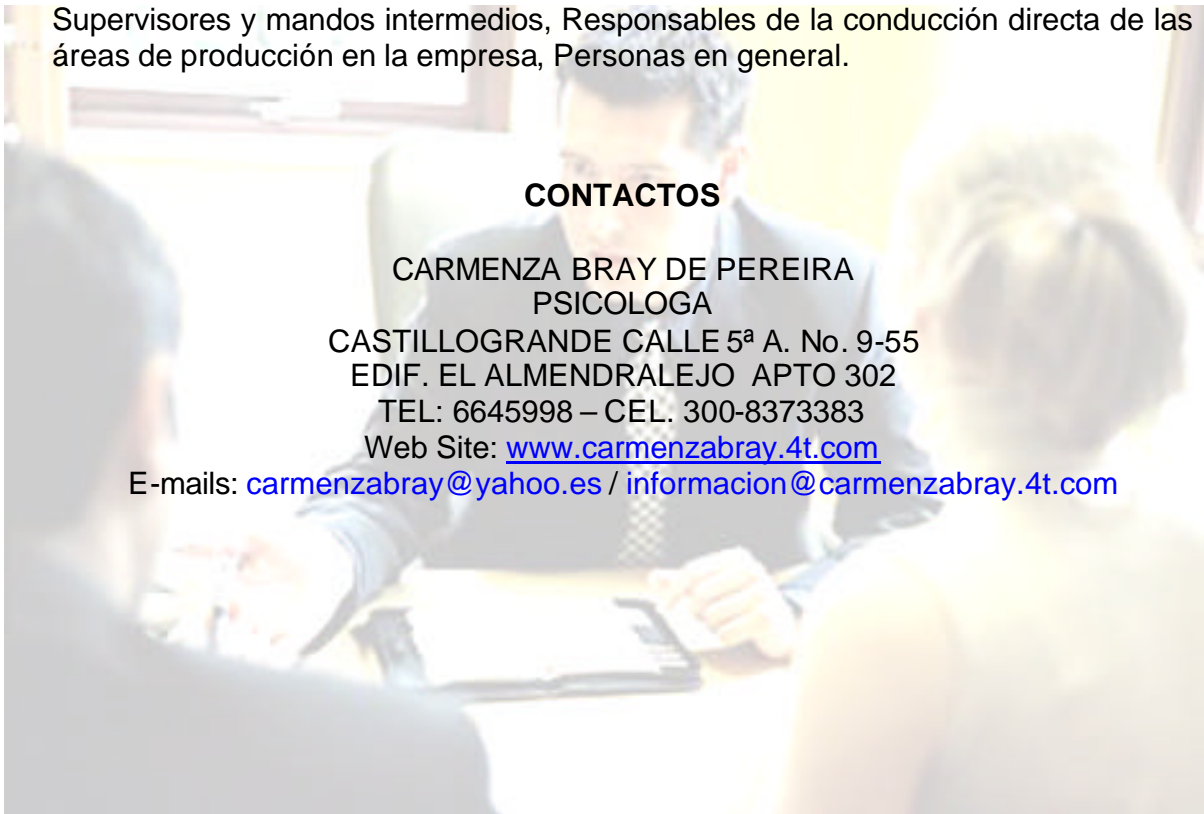 Supervisores y mandos intermedios, Responsables de la conducción directa de las
áreas de producción en la empresa, Personas en general.
CONTACTOS
CARMENZA BRAY DE PEREIRA
PSICOLOGA
CASTILLOGRANDE CALLE 5ª A. No. 9-55
EDIF. EL ALMENDRALEJO APTO 302
TEL: 6645998 – CEL. 300-8373383
Web Site: www.carmenzabray.4t.com
E-mails: carmenzabray@yahoo.es / informacion@carmenzabray.4t.com